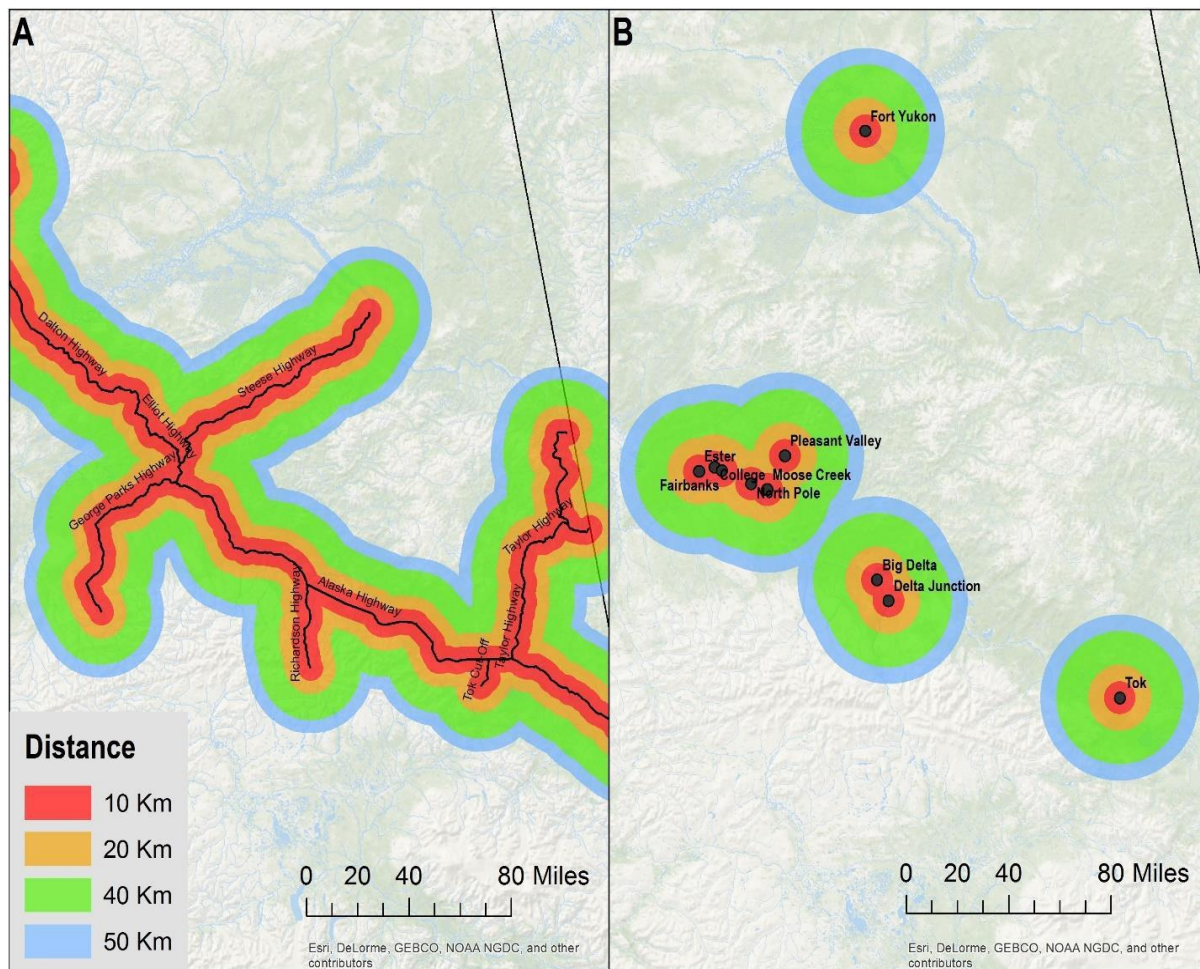 A
Dalton Highway
Steese Highway
Elliot Highway
George Parks Highway
Taylor Highway
Alaska Highway
Richardson Highway
Taylor Highway
Tok Cut-Off
Distance
10 Km
20 Km
40 Km
50 Km
0 20 40 80 Miles
Esri, DeLorme, GEBCO, NOAA NGDC, and other
contributors
B
Fort Yukon
Pleasant Valley
Ester
College Moose Creek
Fairbanks
North Pole
Big Delta
Delta Junction
Tok
0 20 40 80 Miles
Esri, DeLorme, GEBCO, NOAA NGDC, and other
contributors